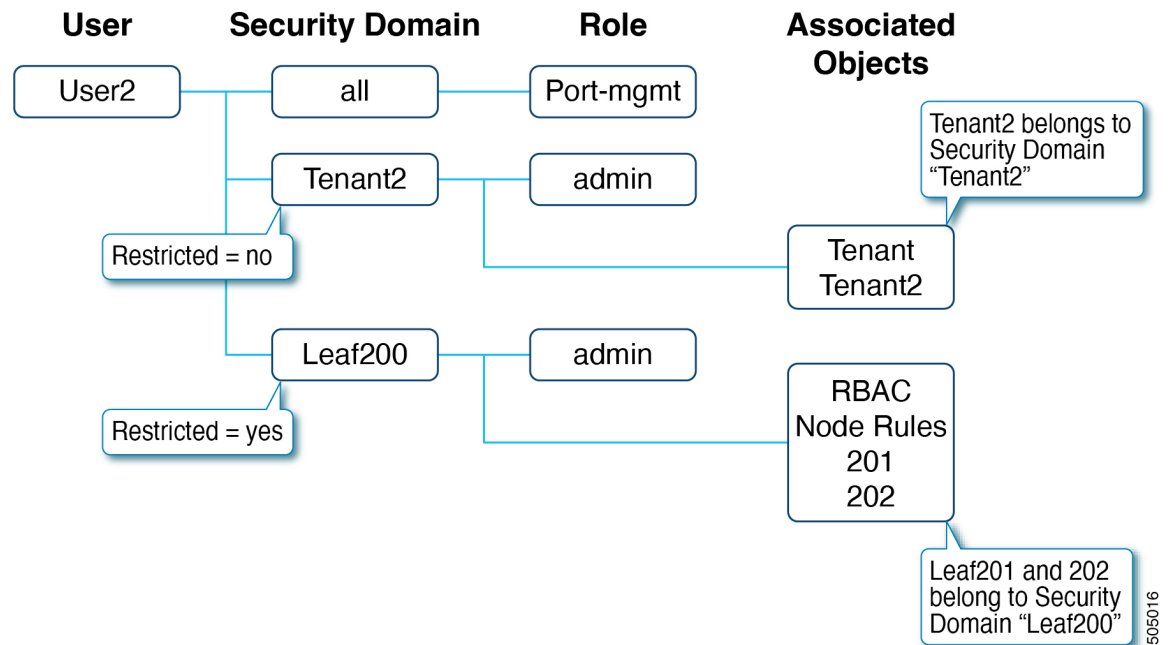 User
Security Domain
Role
Associated
Objects
User2
all
Port-mgmt
Tenant2 belongs to
Security Domain
“Tenant2”
Tenant2
admin
Restricted = no
Tenant
Tenant2
Leaf200
admin
Restricted = yes
RBAC
Node Rules
201
202
Leaf201 and 202
belong to Security
Domain “Leaf200”
505016